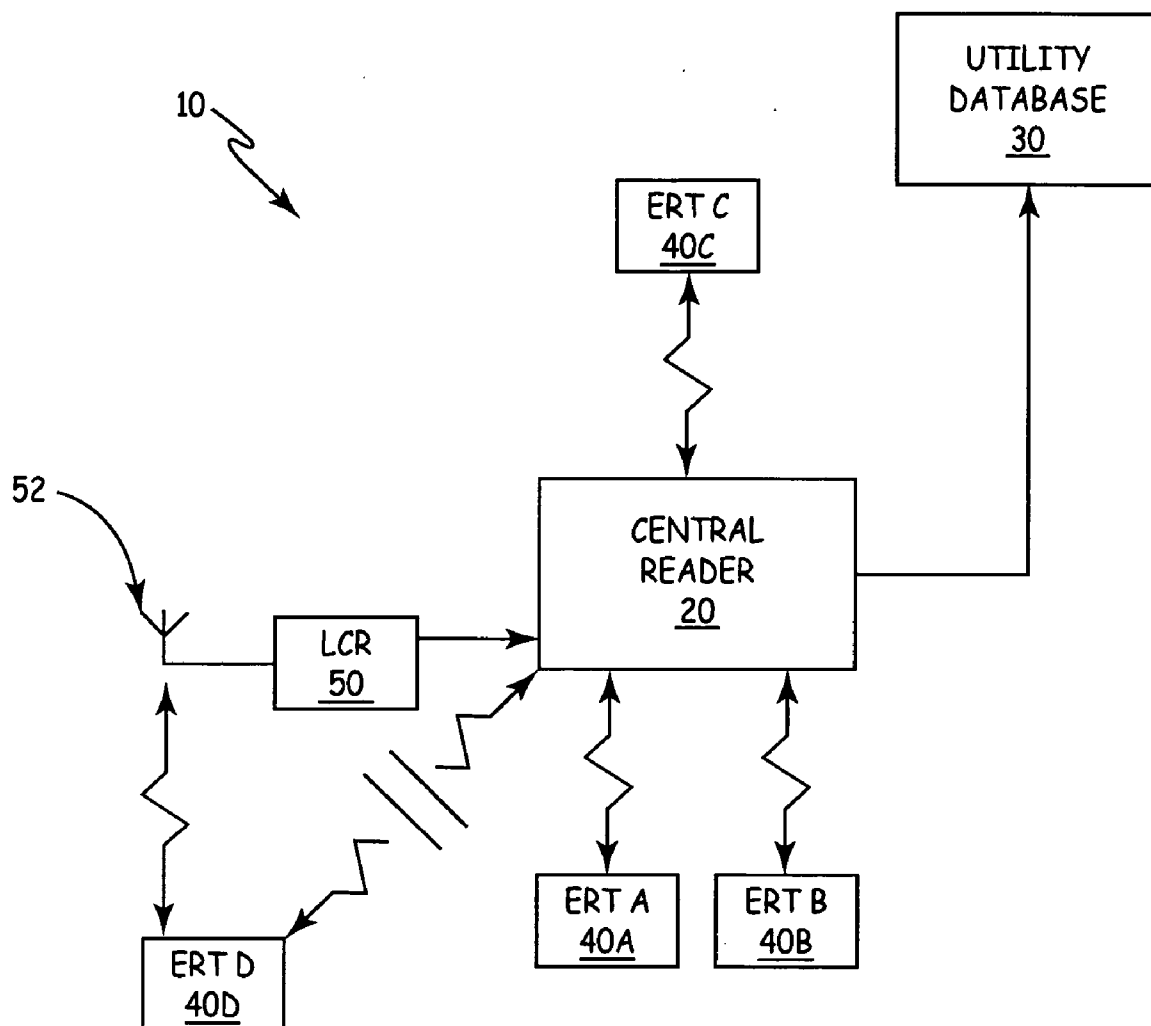 UTILITY
DATABASE
30
10
ERT C
40C
52
CENTRAL
READER
20
LCR
50
ERT A
40A
ERT B
40B
ERT D
40D